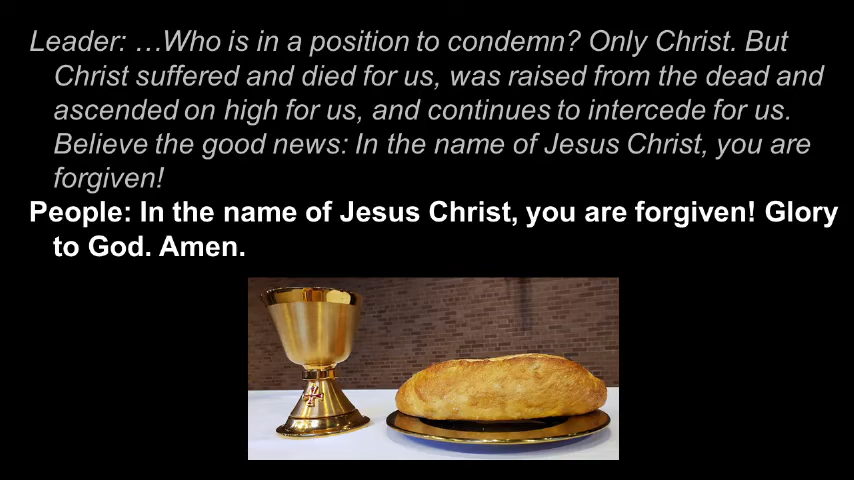 Leader: …Who is in a position to condemn? Only Christ. But
Christ suffered and died for us, was raised from the dead and
ascended on high for us, and continues to intercede for us.
Believe the good news: In the name of Jesus Christ, you are
forgiven!
People: In the name of Jesus Christ, you are forgiven! Glory
to God. Amen.